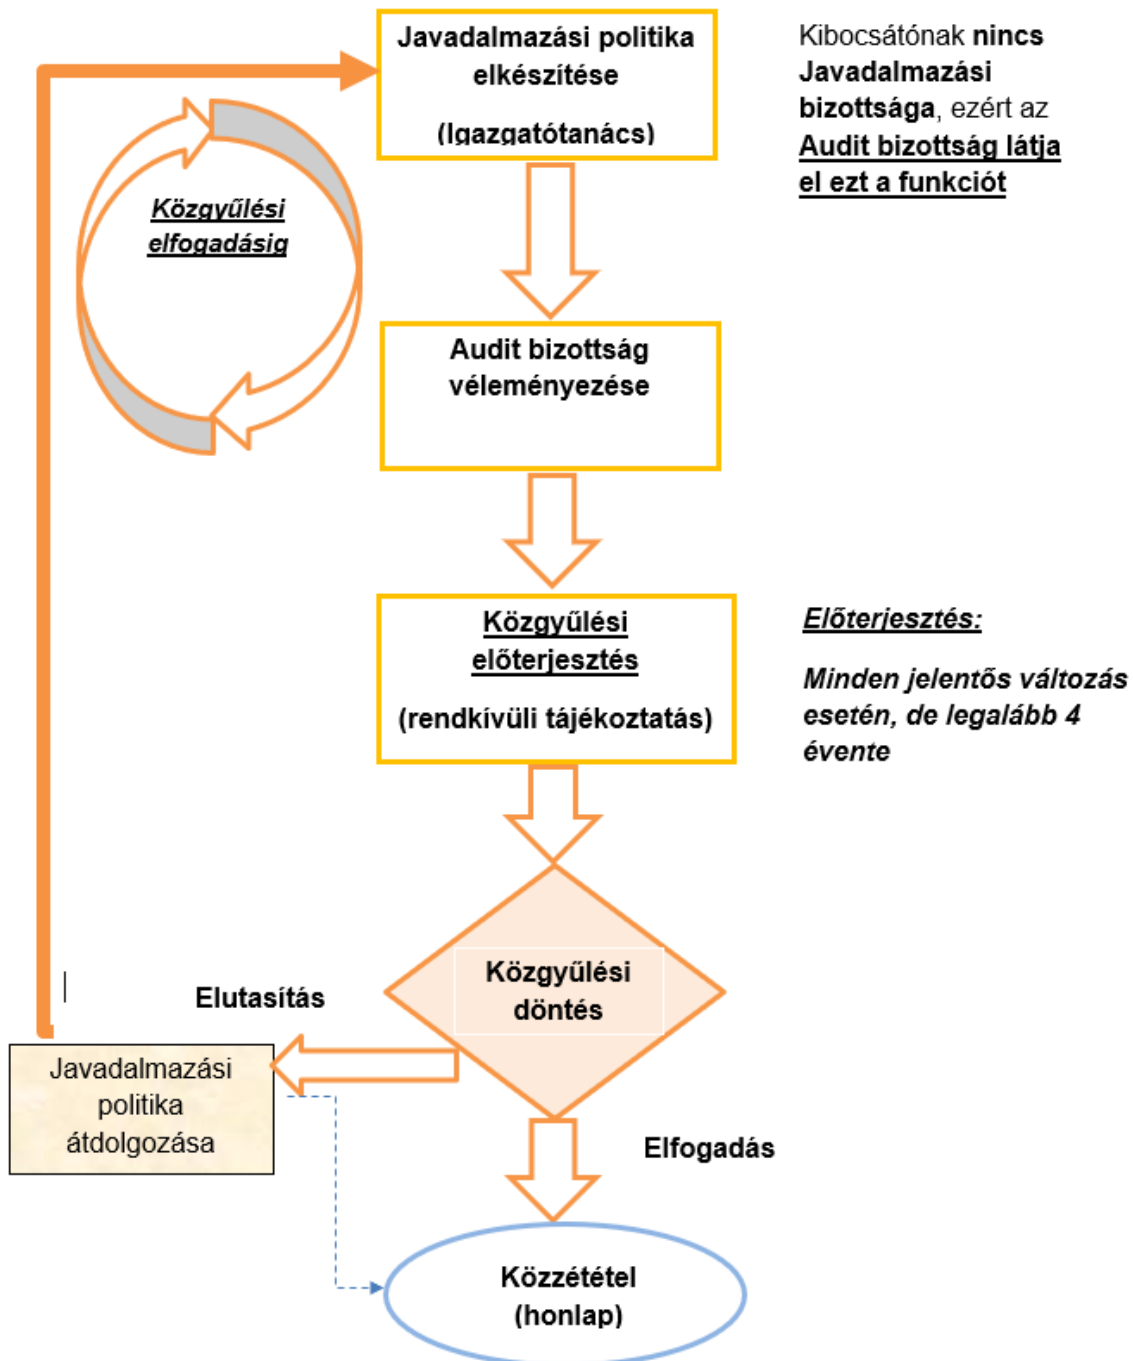 Javadalmazási politika
elkészítése
(Igazgatótanács)
Kibocsátónak nincs
Javadalmazási
bizottsága, ezért az
Audit bizottság látja
el ezt a funkciót
Közgyűlési
elfogadásig
Audit bizottság
véleményezése
Közgyűlési
előterjesztés
(rendkívüli tájékoztatás)
Előterjesztés:
Minden jelentős változás
esetén, de legalább 4
évente
Közgyűlési
döntés
Elutasítás
Javadalmazási
politika
átdolgozása
Elfogadás
Közzététel
(honlap)